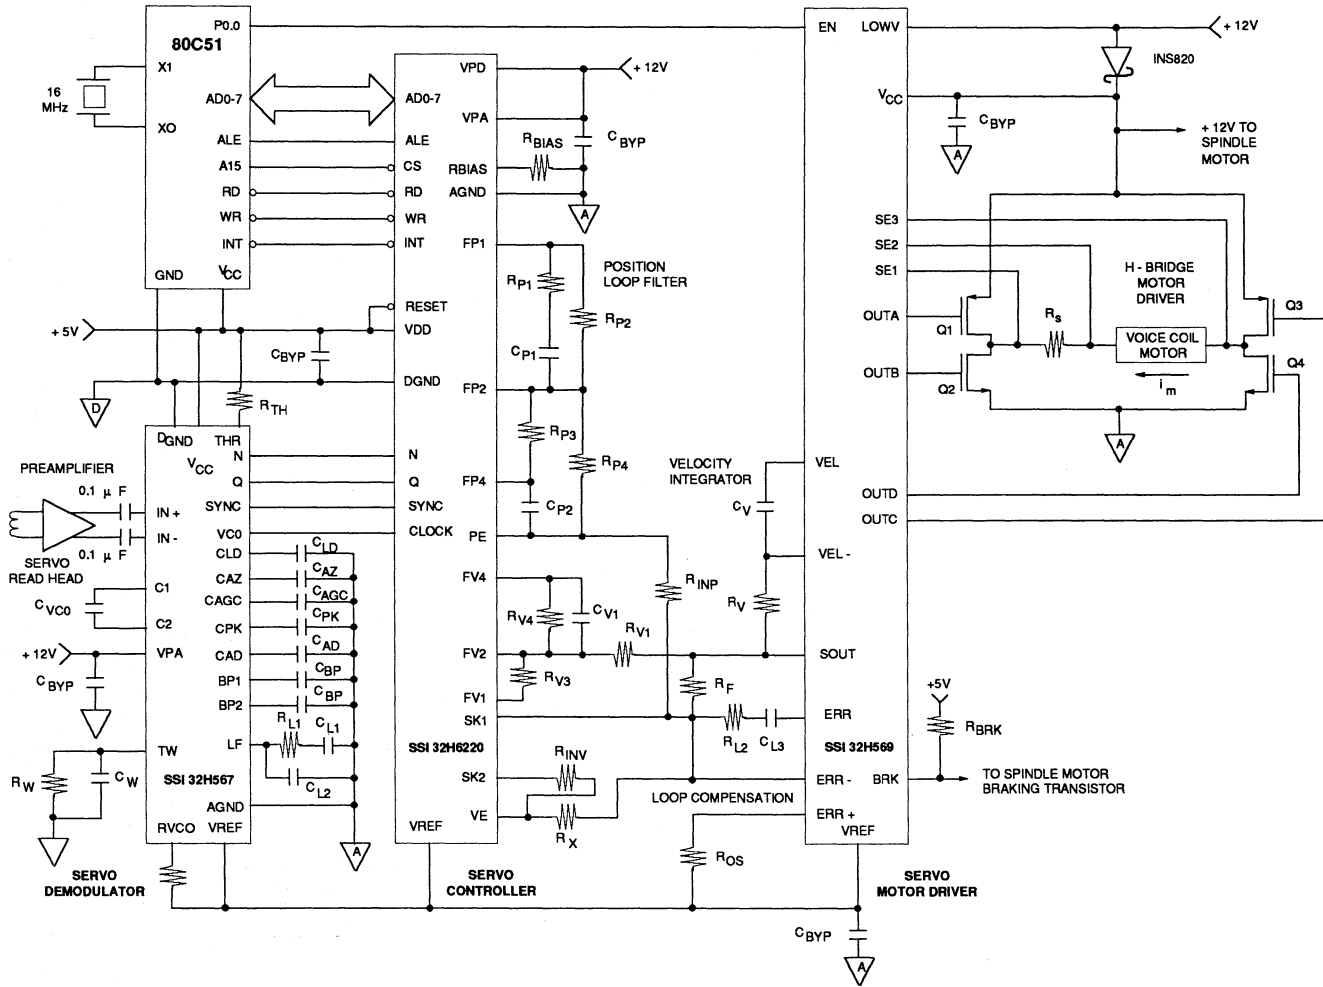 P0.0
80C51
X1
16
MHz
XO
AD0-7
ALE
A15
RD
WR
INT
GND
VCC
+ 5V
D
CBYP
RTH
DGND
VCC
THR
N
Q
SYNC
VC0
PREAMPLIFIER
0.1 µ F
IN +
IN -
0.1 µ F
SERVO
READ HEAD
C1
CVC0
C2
+ 12V
VPA
CBYP
TW
RW
CW
CLD
CAZ
CAGC
CPK
CAD
BP1
BP2
LF
SSI 32H567
AGND
RVCO
VREF
CLD
CAZ
CAGC
CPK
CAD
CBP
CBP
RL1
CL1
CL2
A
SERVO
DEMODULATOR
VPD
+ 12V
AD0-7
VPA
ALE
CS
RBIAS
CBYP
RBIAS
RD
AGND
A
WR
INT
FP1
RESET
VDD
DGND
FP2
N
Q
FP4
SYNC
CLOCK
PE
FV4
FV2
FV1
SK1
SSI 32H6220
SK2
VE
VREF
SERVO
CONTROLLER
POSITION
LOOP FILTER
RP1
RP2
CP1
RP3
RP4
CP2
RINP
RV4
CV1
RV1
RV3
RF
RL2
CL3
RINV
RX
LOOP COMPENSATION
ROS
VELOCITY
INTEGRATOR
CV
RV
EN
LOWV
+ 12V
INS820
VCC
CBYP
A
+ 12V TO
SPINDLE
MOTOR
SE3
SE2
SE1
H - BRIDGE
MOTOR
DRIVER
OUTA
Q1
Rs
VOICE COIL
MOTOR
Q3
OUTB
Q2
im
Q4
A
VEL
OUTD
OUTC
VEL -
SOUT
ERR
SSI 32H569
ERR -
BRK
ERR +
VREF
+5V
RBRK
TO SPINDLE MOTOR
BRAKING TRANSISTOR
SERVO
MOTOR DRIVER
CBYP
A